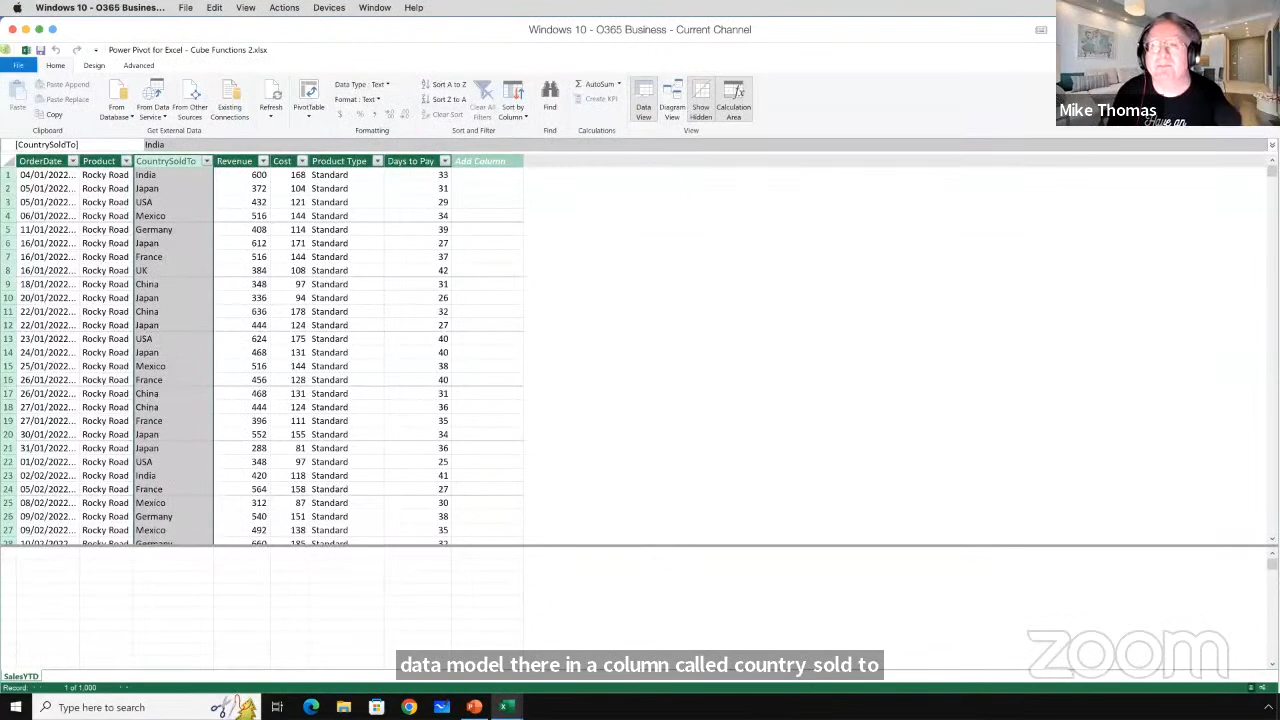 Windows 10 - O365 Busines... File Edit View Actions Devices Window Help
Windows 10 - O365 Business - Current Channel
Power Pivot for Excel - Cube Functions 2.xlsx
File Home Design Advanced
Paste Paste Append Paste Replace Copy
From Database From Data Service From Other Sources Existing Connections
Refresh PivotTable
Data Type : Text Format : Text $ % .00 .00
Sort A to Z Sort Z to A Clear Sort Clear All Filters Sort by Column
Find
AutoSum Create KPI
Data View Diagram View Show Hidden Calculation Area
Clipboard Get External Data Formatting Sort and Filter Find Calculations View
Mike Thomas
Have an
[CountrySoldTo] India
OrderDate Product CountrySoldTo Revenue Cost Product Type Days to Pay Add Column
1 04/01/2022... Rocky Road India 600 168 Standard 33
2 05/01/2022... Rocky Road Japan 372 104 Standard 31
3 05/01/2022... Rocky Road USA 432 121 Standard 29
4 06/01/2022... Rocky Road Mexico 516 144 Standard 34
5 11/01/2022... Rocky Road Germany 408 114 Standard 39
6 16/01/2022... Rocky Road Japan 612 171 Standard 27
7 16/01/2022... Rocky Road France 516 144 Standard 37
8 16/01/2022... Rocky Road UK 384 108 Standard 42
9 18/01/2022... Rocky Road China 348 97 Standard 31
10 20/01/2022... Rocky Road Japan 336 94 Standard 26
11 22/01/2022... Rocky Road China 636 178 Standard 32
12 22/01/2022... Rocky Road Japan 444 124 Standard 27
13 23/01/2022... Rocky Road USA 624 175 Standard 40
14 24/01/2022... Rocky Road Japan 468 131 Standard 40
15 25/01/2022... Rocky Road Mexico 516 144 Standard 38
16 26/01/2022... Rocky Road France 456 128 Standard 40
17 26/01/2022... Rocky Road China 468 131 Standard 31
18 27/01/2022... Rocky Road China 444 124 Standard 36
19 27/01/2022... Rocky Road France 396 111 Standard 35
20 30/01/2022... Rocky Road Japan 552 155 Standard 34
21 31/01/2022... Rocky Road Japan 288 81 Standard 36
22 01/02/2022... Rocky Road USA 348 97 Standard 25
23 02/02/2022... Rocky Road India 420 118 Standard 41
24 05/02/2022... Rocky Road France 564 158 Standard 27
25 08/02/2022... Rocky Road Mexico 312 87 Standard 30
26 09/02/2022... Rocky Road Germany 540 151 Standard 38
27 09/02/2022... Rocky Road Mexico 492 138 Standard 35
28 10/02/2022... Rocky Road Germany 660 185 Standard 32
data model there in a column called country sold to
zoom
SalesYTD
Record: 1 of 1,000
Type here to search